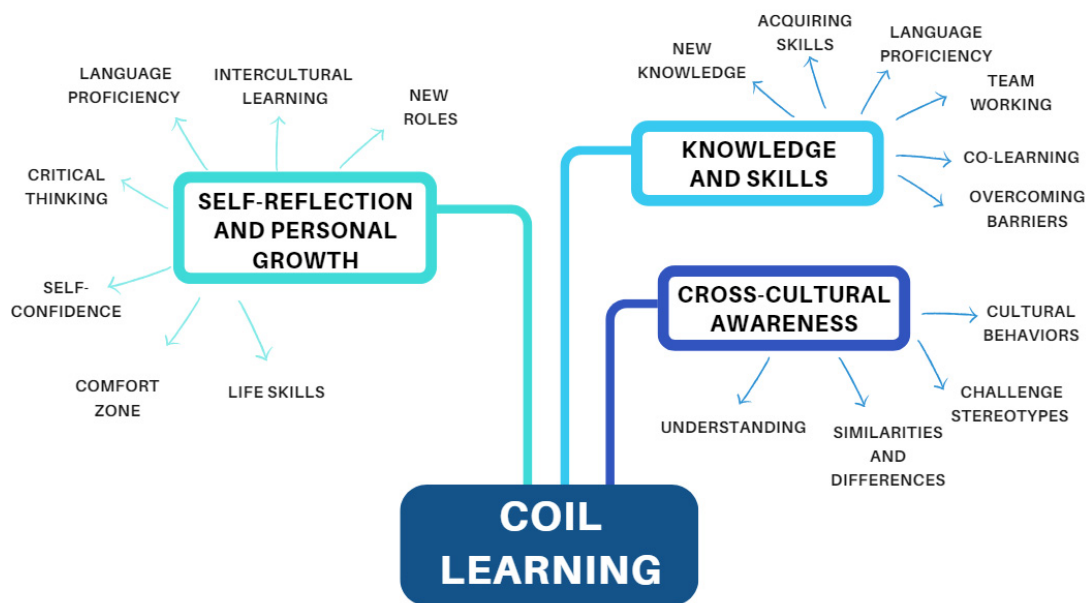 LANGUAGE
PROFICIENCY
INTERCULTURAL
LEARNING
NEW
ROLES
CRITICAL
THINKING
SELF-REFLECTION
AND PERSONAL
GROWTH
SELF-
CONFIDENCE
COMFORT
ZONE
LIFE SKILLS
NEW
KNOWLEDGE
ACQUIRING
SKILLS
LANGUAGE
PROFICIENCY
TEAM
WORKING
KNOWLEDGE
AND SKILLS
CO-LEARNING
OVERCOMING
BARRIERS
CROSS-CULTURAL
AWARENESS
CULTURAL
BEHAVIORS
CHALLENGE
STEREOTYPES
UNDERSTANDING
SIMILARITIES
AND
DIFFERENCES
COIL
LEARNING